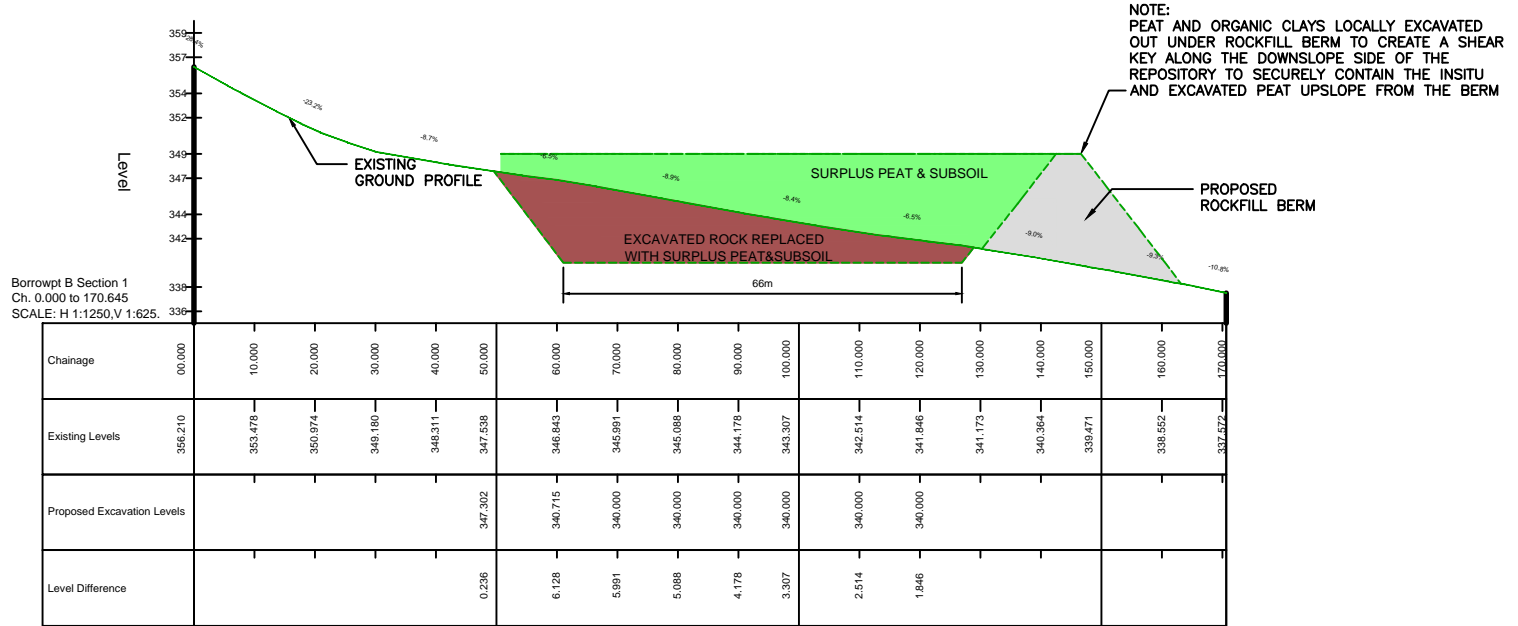 NOTE:
PEAT AND ORGANIC CLAYS LOCALLY EXCAVATED
OUT UNDER ROCKFILL BERM TO CREATE A SHEAR
KEY ALONG THE DOWNSLOPE SIDE OF THE
REPOSITORY TO SECURELY CONTAIN THE INSITU
AND EXCAVATED PEAT UPSLOPE FROM THE BERM
359
357
354
352
349
347
344
342
338
336
Level
-23.2%
-8.7%
-6.9%
-8.9%
-8.4%
-6.5%
-9.0%
-9.3%
-10.8%
EXISTING
GROUND PROFILE
SURPLUS PEAT & SUBSOIL
EXCAVATED ROCK REPLACED
WITH SURPLUS PEAT&SUBSOIL
PROPOSED
ROCKFILL BERM
66m
Borrowpt B Section 1
Ch. 0.000 to 170.645
SCALE: H 1:1250,V 1:625.
Chainage 00.000 10.000 20.000 30.000 40.000 50.000 60.000 70.000 80.000 90.000 100.000 110.000 120.000 130.000 140.000 150.000 160.000 170.000
Existing Levels 356.210 353.478 350.974 349.180 348.311 347.538 346.843 345.991 345.088 344.178 343.307 342.514 341.846 341.173 340.364 339.471 338.552 337.572
Proposed Excavation Levels 347.302 340.715 340.000 340.000 340.000 340.000 340.000 340.000
Level Difference 0.236 6.128 5.991 5.088 4.178 3.307 2.514 1.846